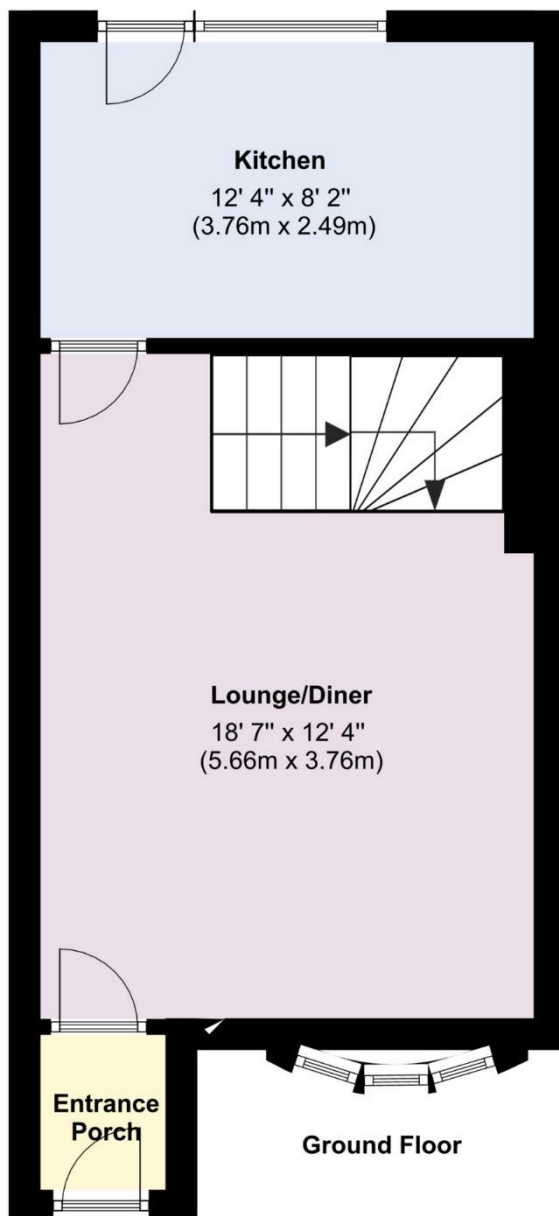 Kitchen
12' 4" x 8' 2"
(3.76m x 2.49m)
Lounge/Diner
18' 7" x 12' 4"
(5.66m x 3.76m)
Entrance
Porch
Ground Floor